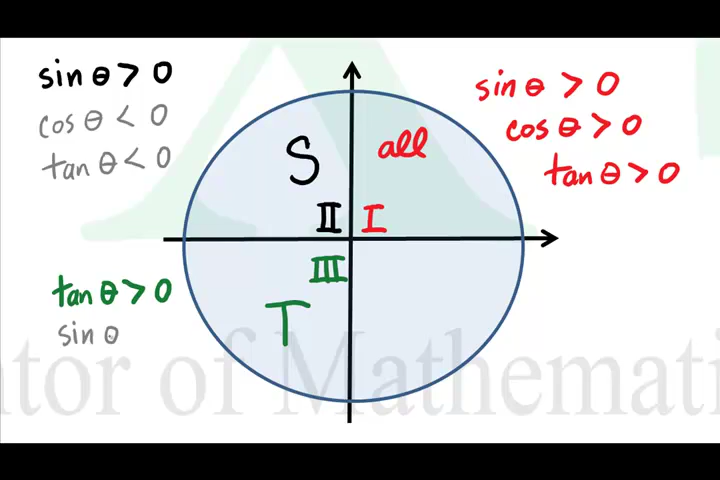 sin θ > 0
cos θ < 0
tan θ < 0
sin θ > 0
cos θ > 0
tan θ > 0
S
all
II
I
III
T
tan θ > 0
sin θ
ntor of Mathemati